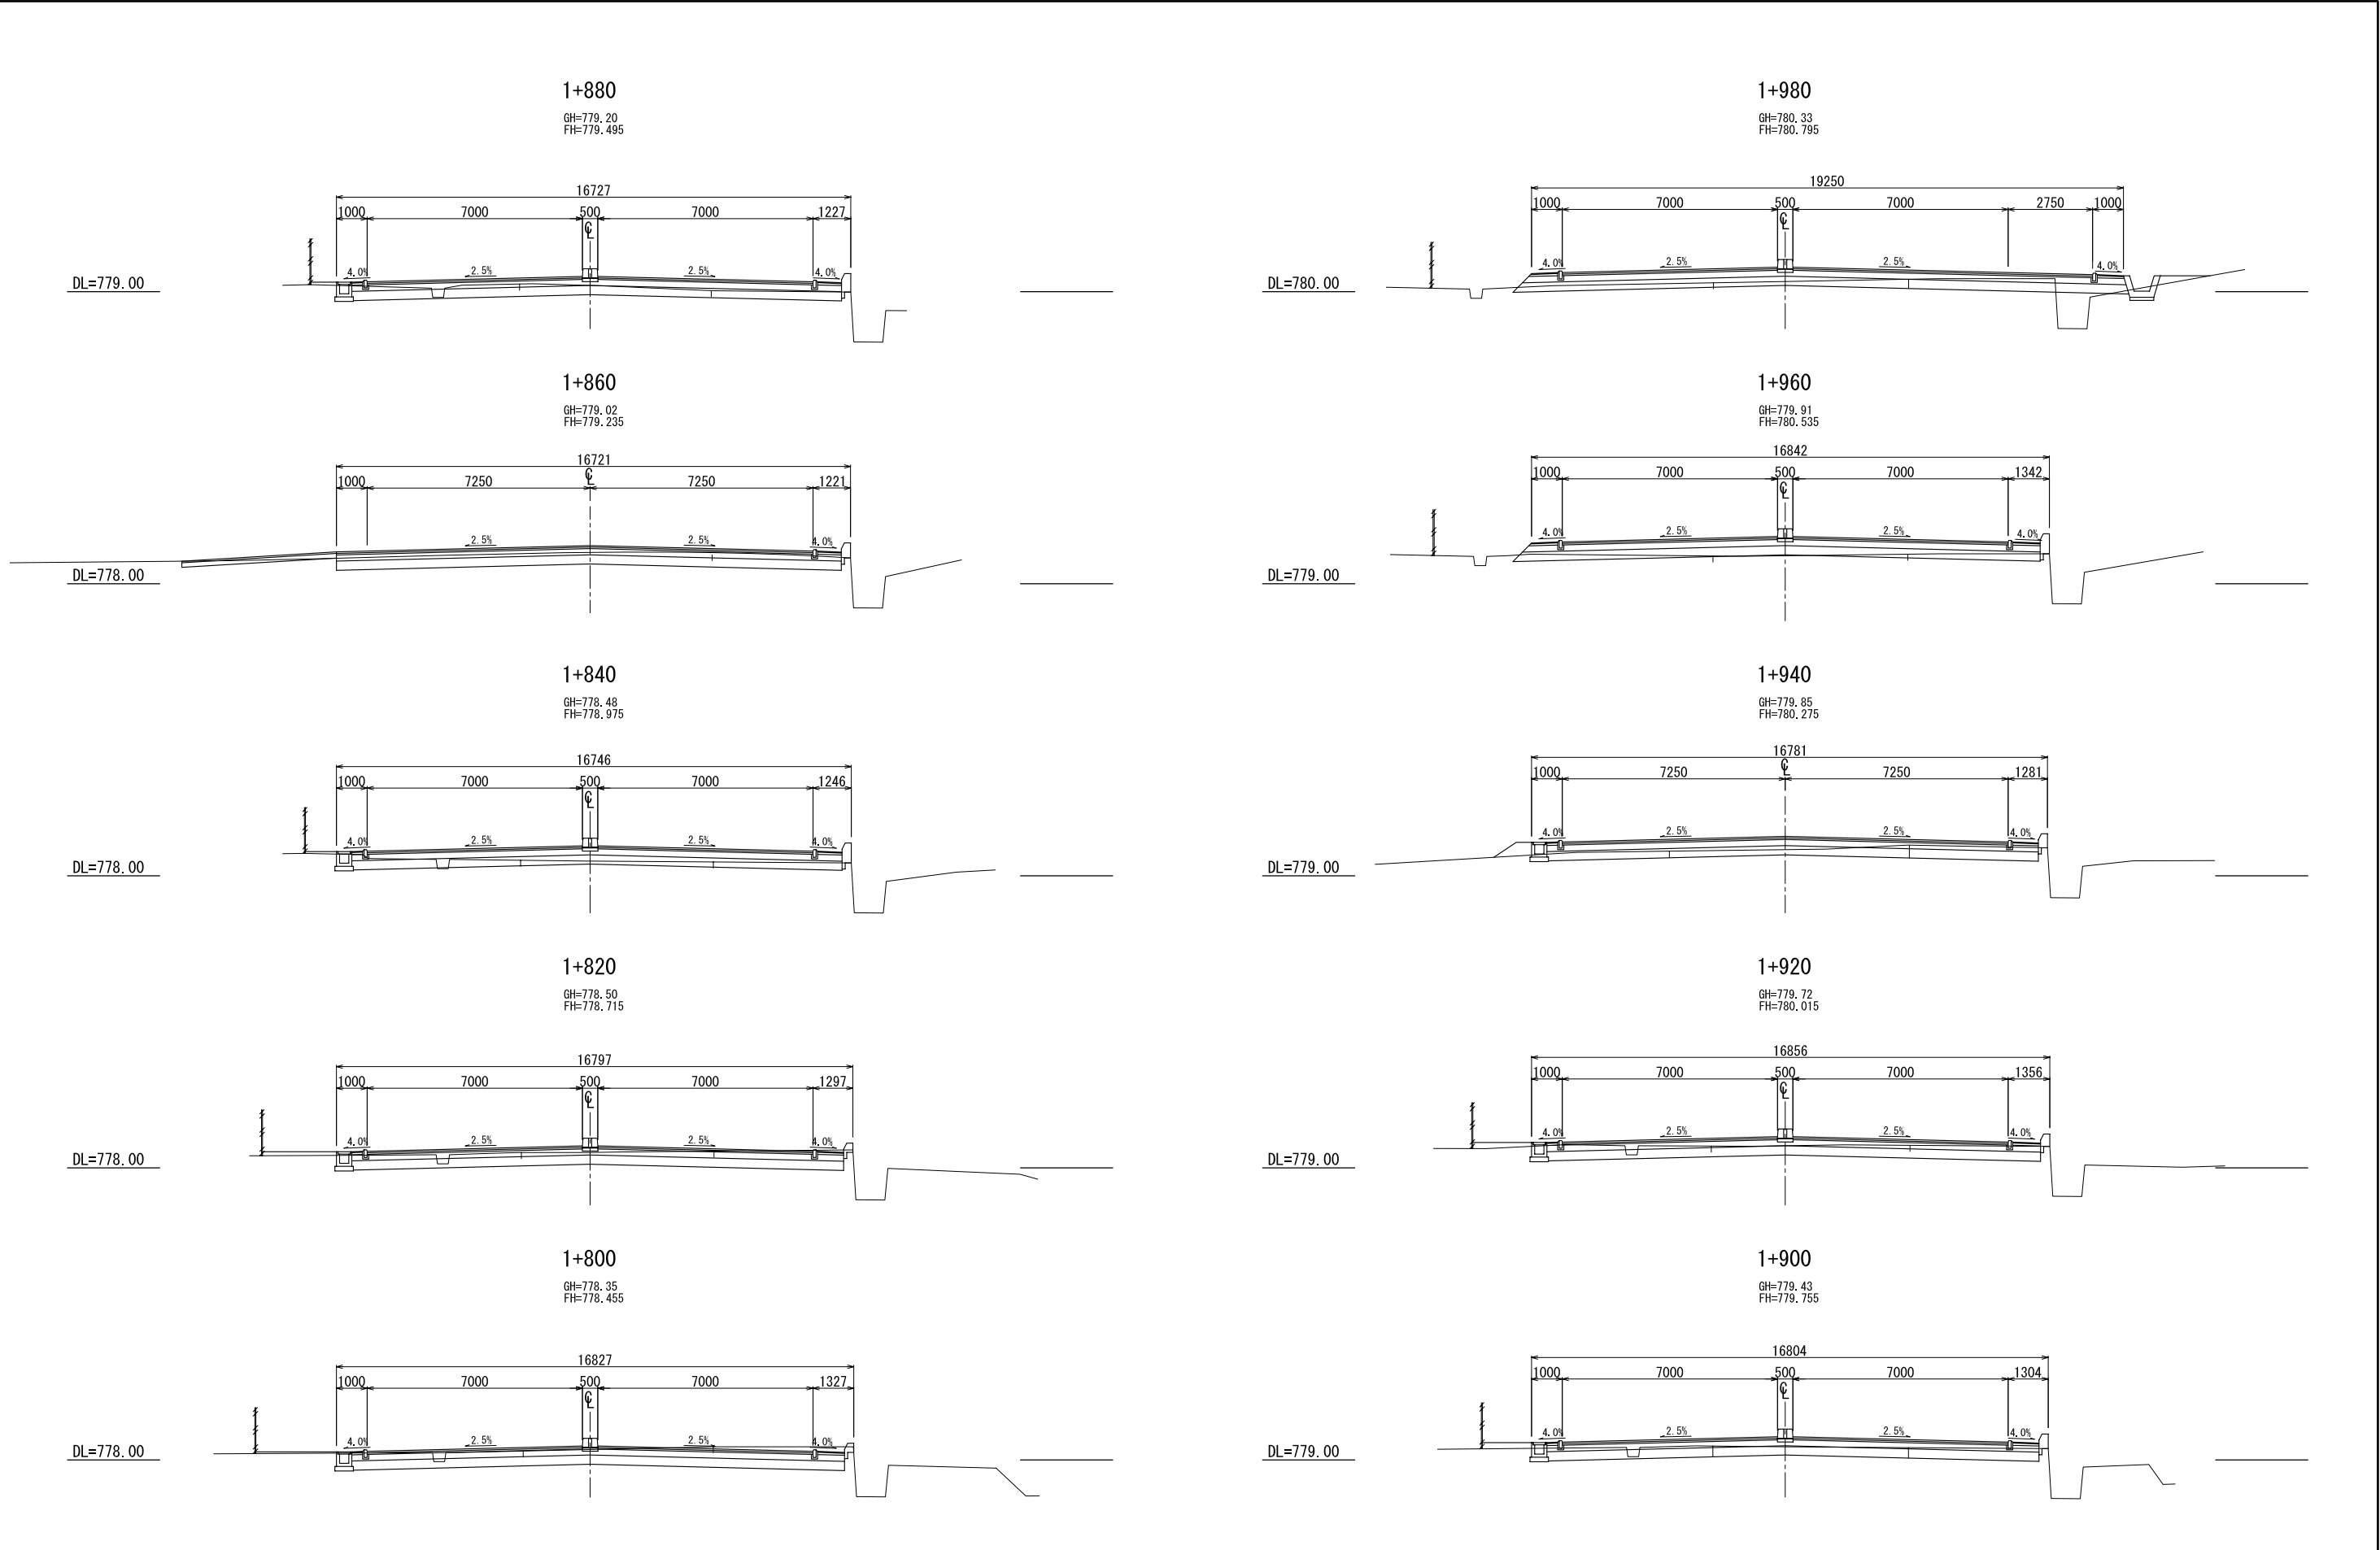 1+880
GH=779.20
FH=779.495
16727
1000 7000 500 7000 1227
℄
4.0% 2.5% 2.5% 4.0%
DL=779.00
1+860
GH=779.02
FH=779.235
16721
℄
1000 7250 7250 1221
2.5% 2.5% 4.0%
DL=778.00
1+840
GH=778.48
FH=778.975
16746
1000 7000 500 7000 1246
℄
4.0% 2.5% 2.5% 4.0%
DL=778.00
1+820
GH=778.50
FH=778.715
16797
1000 7000 500 7000 1297
℄
4.0% 2.5% 2.5% 4.0%
DL=778.00
1+800
GH=778.35
FH=778.455
16827
1000 7000 500 7000 1327
℄
4.0% 2.5% 2.5% 4.0%
DL=778.00
1+980
GH=780.33
FH=780.795
19250
1000 7000 500 7000 2750 1000
℄
4.0% 2.5% 2.5% 4.0%
DL=780.00
1+960
GH=779.91
FH=780.535
16842
1000 7000 500 7000 1342
℄
4.0% 2.5% 2.5% 4.0%
DL=779.00
1+940
GH=779.85
FH=780.275
16781
℄
1000 7250 7250 1281
4.0% 2.5% 2.5% 4.0%
DL=779.00
1+920
GH=779.72
FH=780.015
16856
1000 7000 500 7000 1356
℄
4.0% 2.5% 2.5% 4.0%
DL=779.00
1+900
GH=779.43
FH=779.755
16804
1000 7000 500 7000 1304
℄
4.0% 2.5% 2.5% 4.0%
DL=779.00